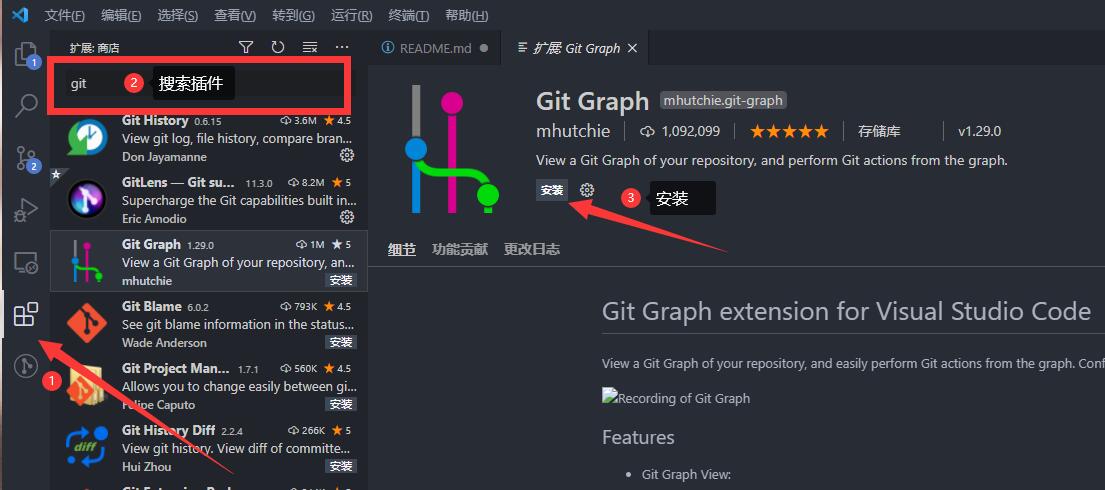 文件(F) 编辑(E) 选择(S) 查看(V) 转到(G) 运行(R) 终端(T) 帮助(H)
扩展: 商店
git
2 搜索插件
Git History 0.6.15 3.6M 4.5
View git log, file history, compare bran...
Don Jayamanne
GitLens — Git su... 11.3.0 8.2M 5
Supercharge the Git capabilities built in...
Eric Amodio
Git Graph 1.29.0 1M 5
View a Git Graph of your repository, an...
mhutchie 安装
Git Blame 6.0.2 793K 4.5
See git blame information in the status...
Wade Anderson 安装
Git Project Man... 1.7.1 560K 4.5
Allows you to change easily between gi...
Felipe Caputo 安装
Git History Diff 2.2.4 266K 5
View git history. View diff of committe...
Hui Zhou 安装
1
2
1
README.md
扩展: Git Graph
Git Graph mhutchie.git-graph
mhutchie 1,092,099 存储库 v1.29.0
View a Git Graph of your repository, and perform Git actions from the graph.
安装
3 安装
细节 功能贡献 更改日志
Git Graph extension for Visual Studio Code
View a Git Graph of your repository, and easily perform Git actions from the graph. Conf
Recording of Git Graph
Features
• Git Graph View:
diff